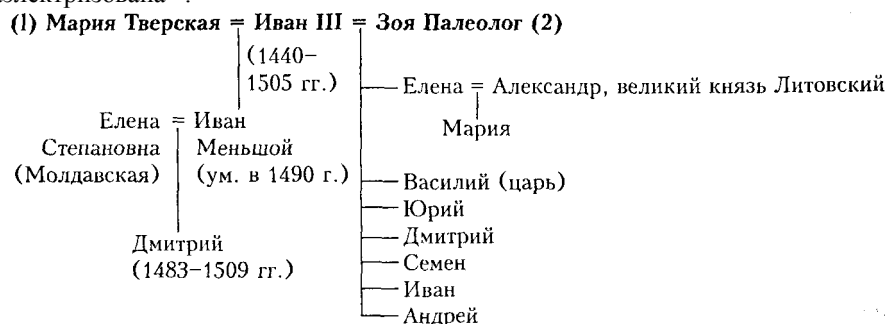 (1) Мария Тверская = Иван III = Зоя Палеолог (2)
(1440–
1505 гг.)
Елена = Александр, великий князь Литовский
Мария
Елена = Иван
Степановна Меньшой
(Молдавская) (ум. в 1490 г.)
Василий (царь)
Юрий
Дмитрий
(1483–1509 гг.)
Дмитрий
Семен
Иван
Андрей